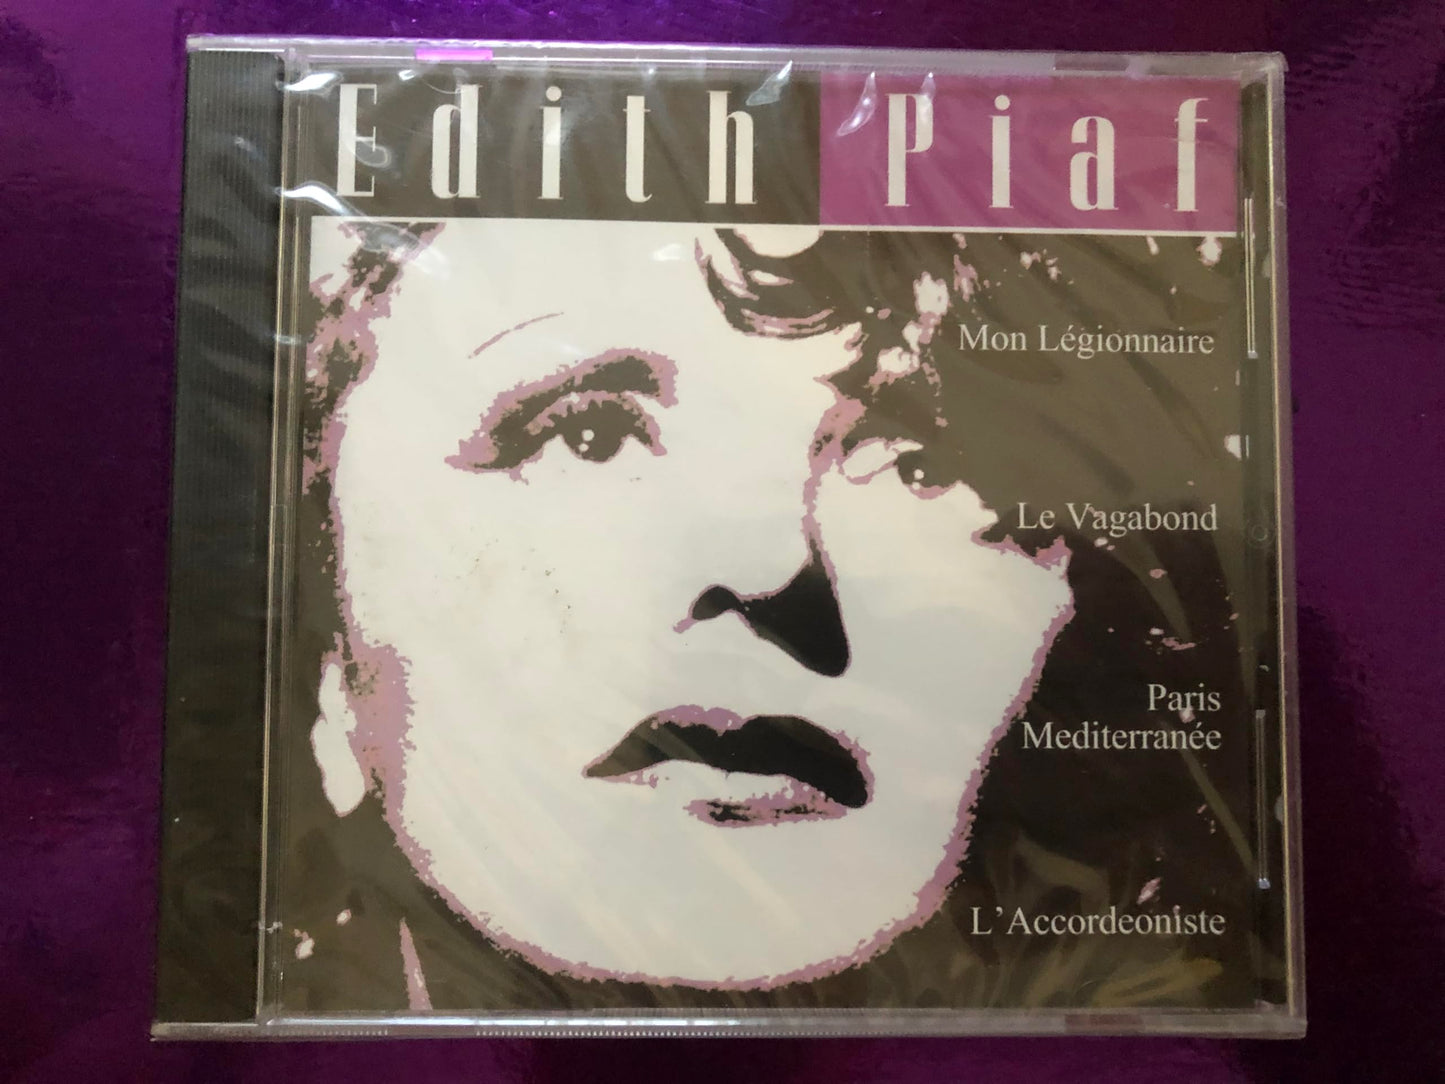 Edith Piaf
Mon Légionnaire
Le Vagabond
Paris
Mediterranée
L'Accordeoniste